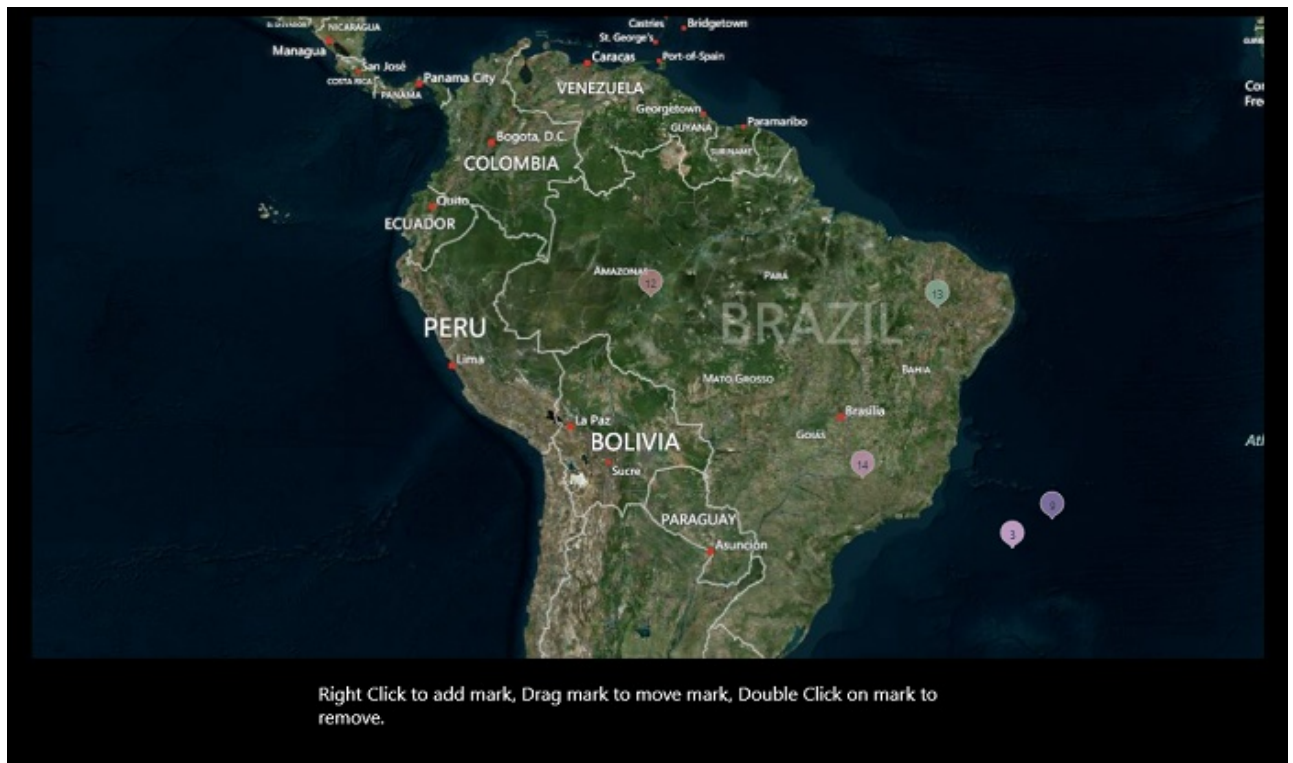 NICARAGUA
Castries
Bridgetown
St. George's
Managua
San José
COSTA RICA
PANAMA
Panama City
Caracas
Port-of-Spain
VENEZUELA
Georgetown
GUYANA
Paramaribo
SURINAME
Bogota, D.C.
COLOMBIA
Quito
ECUADOR
AMAZONAS
12
PARÁ
13
BRAZIL
PERU
Lima
MATO GROSSO
BAHIA
La Paz
BOLIVIA
Sucre
Brasília
GOIÁS
14
9
3
PARAGUAY
Asuncion
Right Click to add mark, Drag mark to move mark, Double Click on mark to
remove.